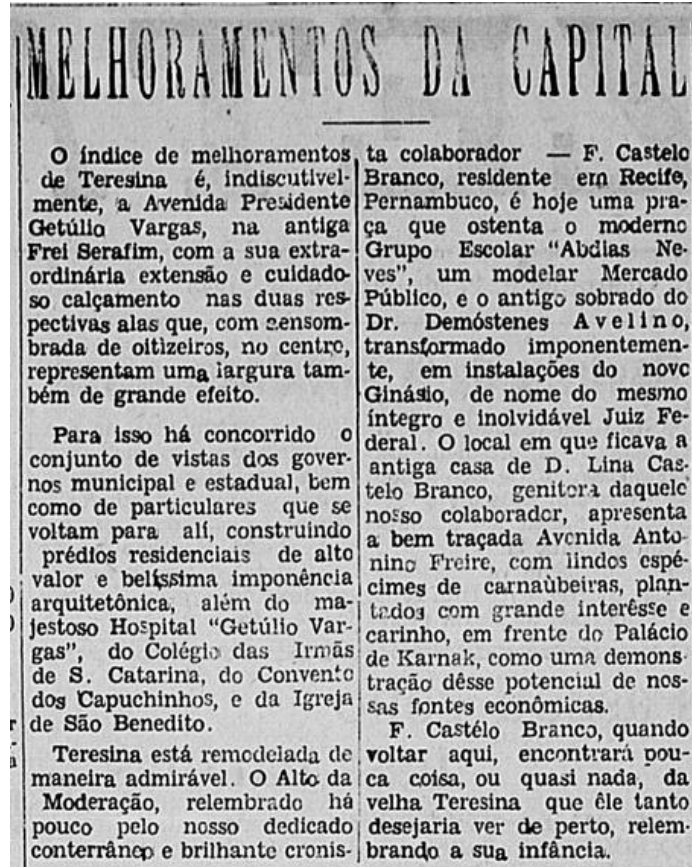 MELHORAMENTOS DA CAPITAL
O índice de melhoramentos
de Teresina é, indiscutivel-
mente, a Avenida Presidente
Getúlio Vargas, na antiga
Frei Serafim, com a sua extra-
ordinária extensão e cuidado-
so calçamento nas duas res-
pectivas alas que, com sensom-
brada de oitizeiros, no centro,
representam uma largura tam-
bém de grande efeito.
Para isso há concorrido o
conjunto de vistas dos gover-
nos municipal e estadual, bem
como de particulares que se
voltam para alí, construindo
prédios residenciais de alto
valor e belíssima imponência
arquitetônica, além do ma-
jestoso Hospital "Getúlio Var-
gas", do Colégio das Irmãs
de S. Catarina, do Convento
dos Capuchinhos, e da Igreja
de São Benedito.
Teresina está remodelada de
maneira admirável. O Alto da
Moderação, relembrado há
pouco pelo nosso dedicado
conterrâneo e brilhante cronis-
ta colaborador — F. Castelo
Branco, residente em Recife,
Pernambuco, é hoje uma pra-
ça que ostenta o moderno
Grupo Escolar "Abdias Ne-
ves", um modelar Mercado
Público, e o antigo sobrado do
Dr. Demóstenes Avelino,
transformado imponentemen-
te, em instalações do novo
Ginásio, de nome do mesmo
íntegro e inolvidável Juiz Fe-
deral. O local em que ficava a
antiga casa de D. Lina Cas-
telo Branco, genitora daquele
nosso colaborador, apresenta
a bem traçada Avenida Anto-
nino Freire, com lindos espé-
cimes de carnaùbeiras, plan-
tados com grande interêsse e
carinho, em frente do Palácio
de Karnak, como uma demons-
tração dêsse potencial de nos-
sas fontes econômicas.
F. Castélo Branco, quando
voltar aqui, encontrará pou-
ca coisa, ou quasi nada, da
velha Teresina que êle tanto
desejaria ver de perto, relem-
brando a sua infância.